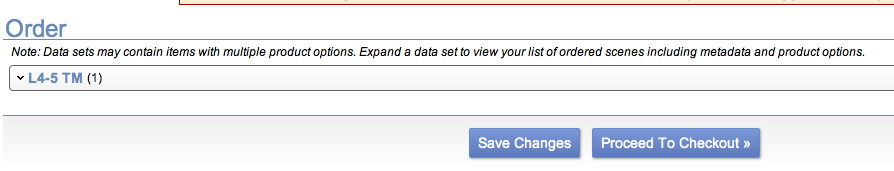 Order
Note: Data sets may contain items with multiple product options. Expand a data set to view your list of ordered scenes including metadata and product options.
L4-5 TM (1)
Save Changes Proceed To Checkout »